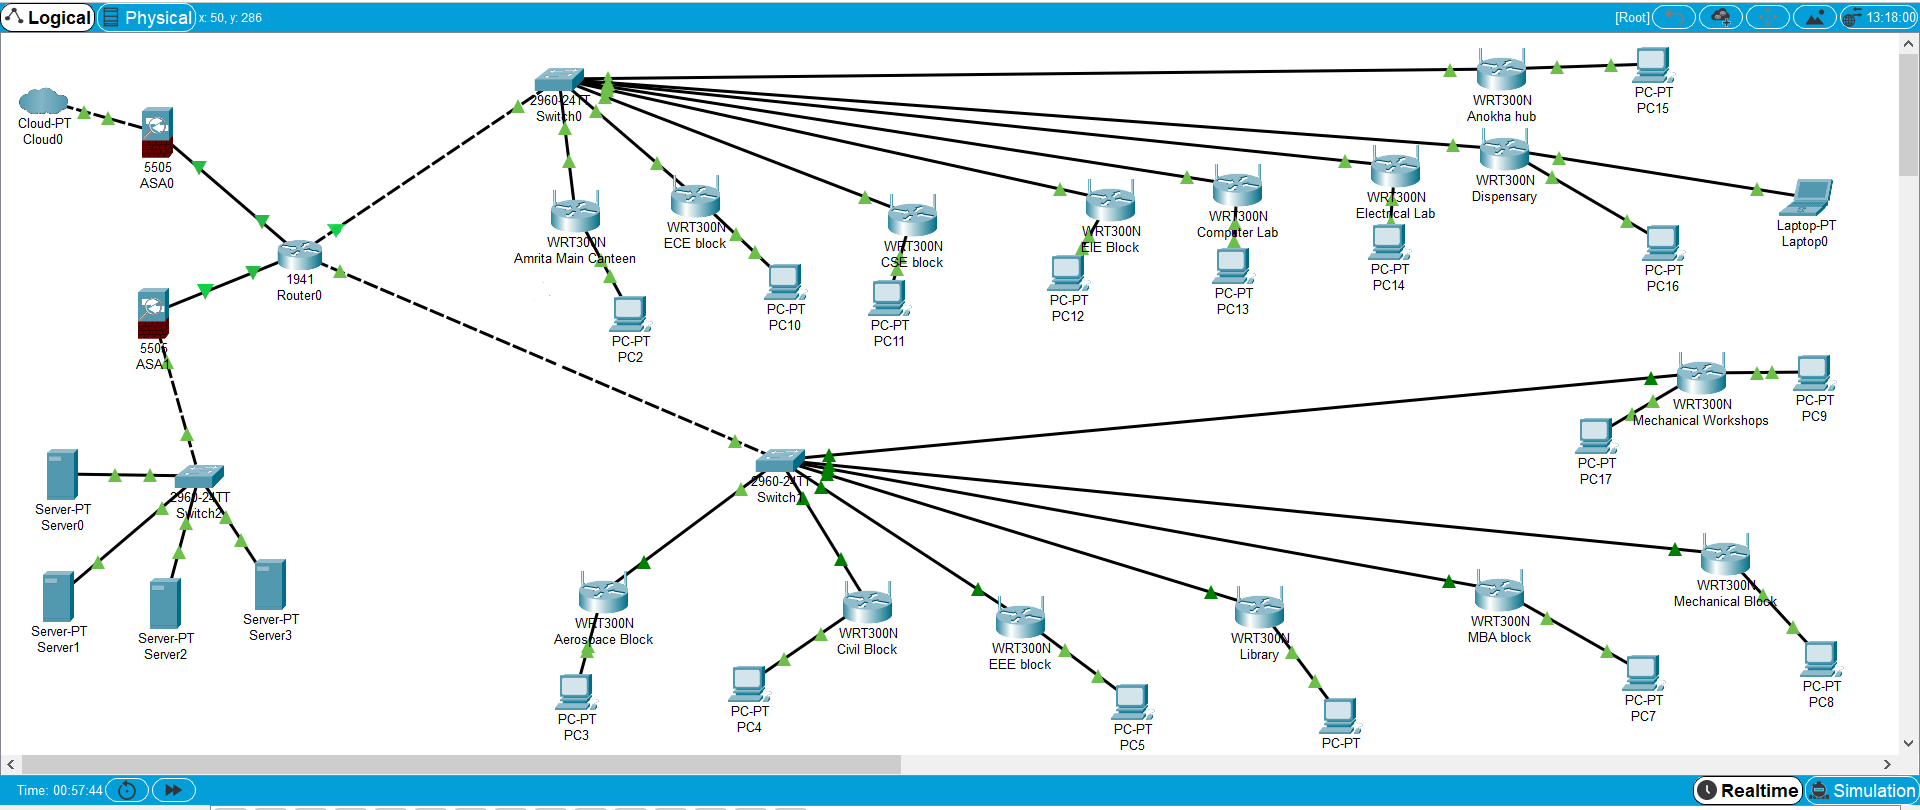 Logical
Physical
x: 50, y: 286
[Root]
13:18:00
Cloud-PT
Cloud0
5505
ASA0
1941
Router0
5505
ASA1
2960-24TT
Switch0
WRT300N
Amrita Main Canteen
PC-PT
PC2
WRT300N
ECE block
PC-PT
PC10
WRT300N
CSE block
PC-PT
PC11
WRT300N
EIE Block
PC-PT
PC12
WRT300N
Computer Lab
PC-PT
PC13
WRT300N
Electrical Lab
PC-PT
PC14
WRT300N
Anokha hub
PC-PT
PC15
WRT300N
Dispensary
PC-PT
PC16
Laptop-PT
Laptop0
WRT300N
Mechanical Workshops
PC-PT
PC9
PC-PT
PC17
2960-24TT
Switch1
Server-PT
Server0
2960-24TT
Switch2
Server-PT
Server1
Server-PT
Server2
Server-PT
Server3
WRT300N
Aerospace Block
PC-PT
PC3
WRT300N
Civil Block
PC-PT
PC4
WRT300N
EEE block
PC-PT
PC5
WRT300N
Library
PC-PT
WRT300N
MBA block
PC-PT
PC7
WRT300N
Mechanical Block
PC-PT
PC8
Time: 00:57:44
Realtime
Simulation